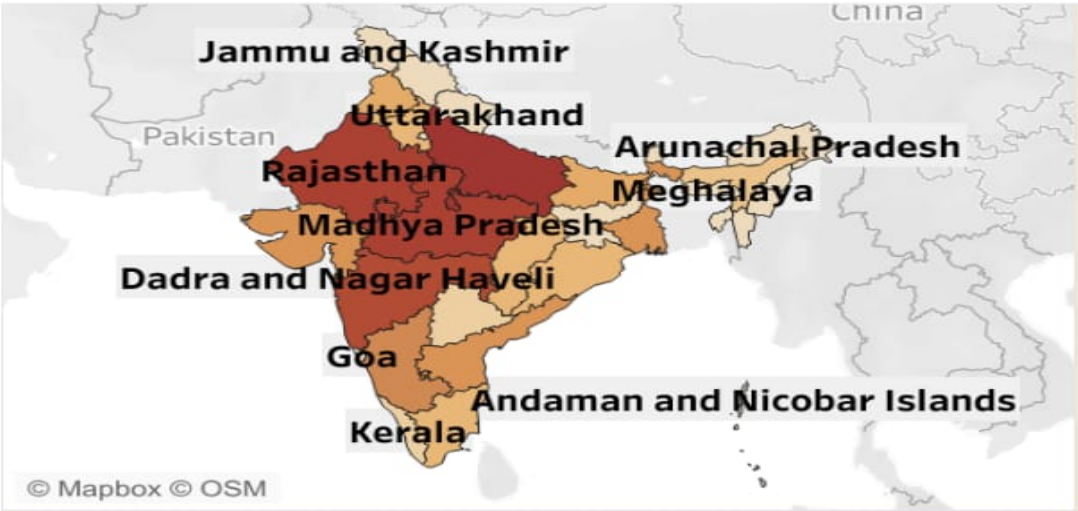 China
Jammu and Kashmir
Uttarakhand
Pakistan
Arunachal Pradesh
Rajasthan
Meghalaya
Madhya Pradesh
Dadra and Nagar Haveli
Goa
Andaman and Nicobar Islands
Kerala
© Mapbox © OSM